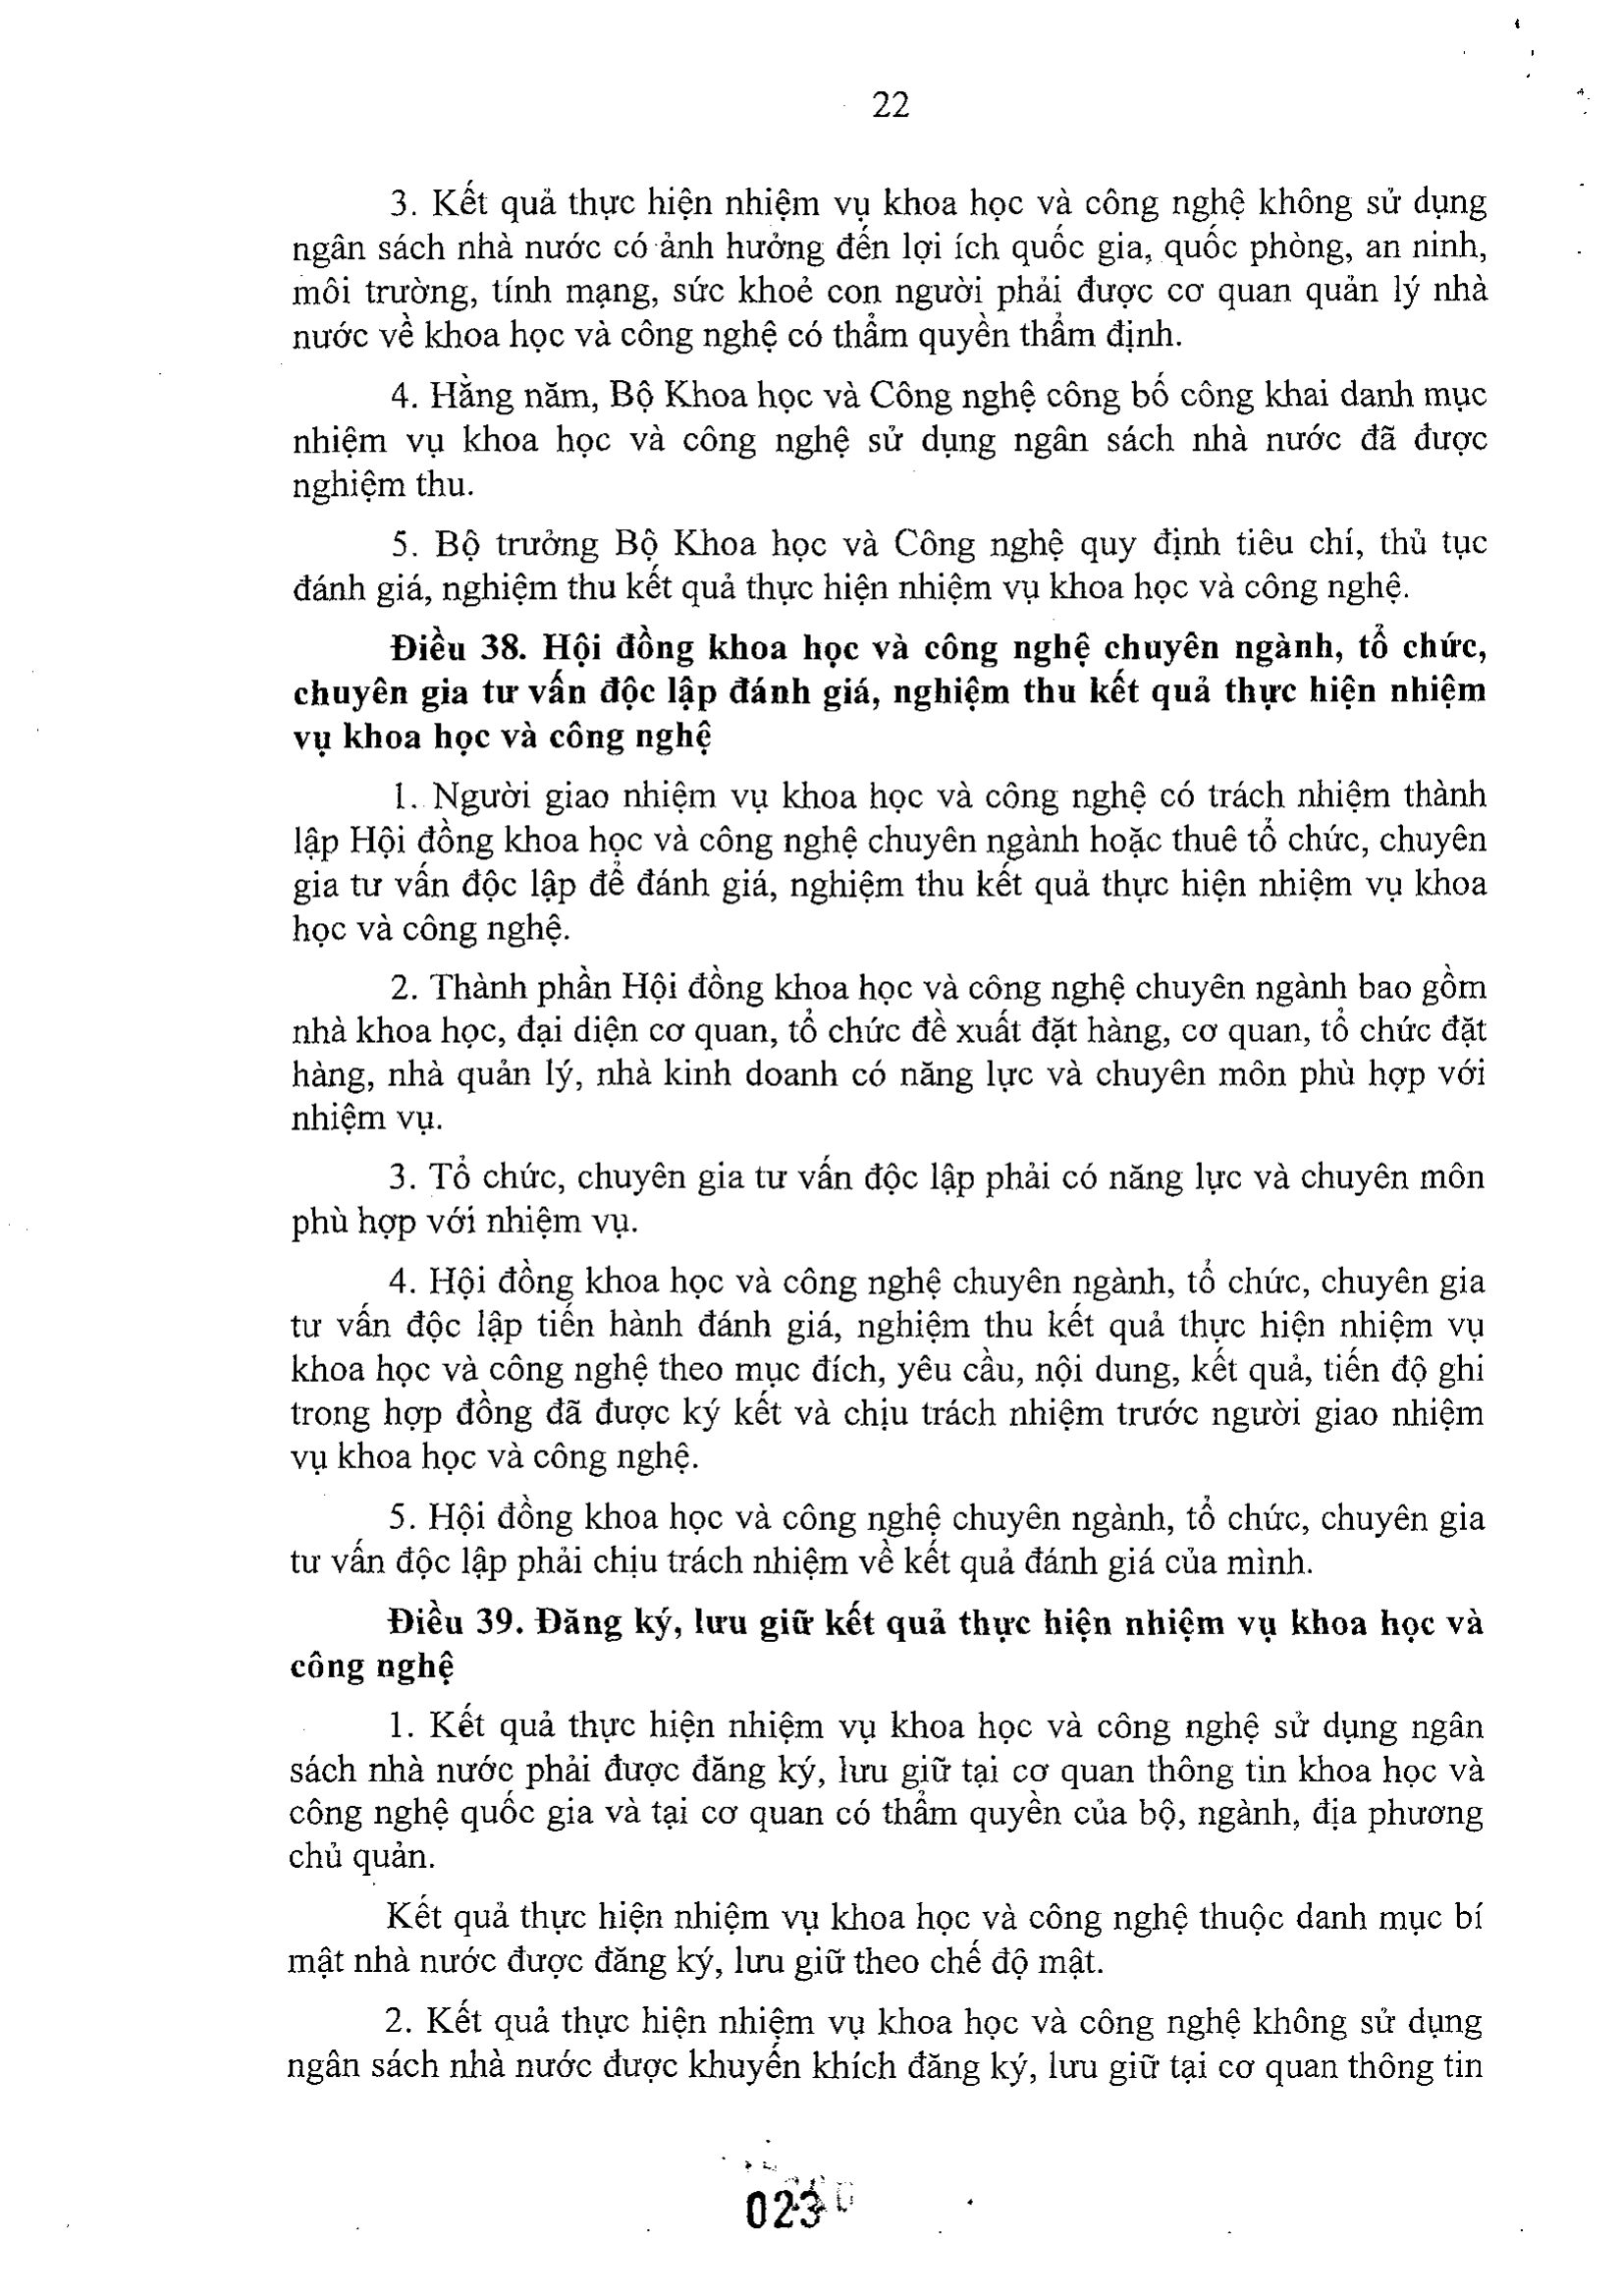 22
3. Kết quả thực hiện nhiệm vụ khoa học và công nghệ không sử dụng
ngân sách nhà nước có ảnh hưởng đến lợi ích quốc gia, quốc phòng, an ninh,
môi trường, tính mạng, sức khoẻ con người phải được cơ quan quản lý nhà
nước về khoa học và công nghệ có thẩm quyền thẩm định.
4. Hằng năm, Bộ Khoa học và Công nghệ công bố công khai danh mục
nhiệm vụ khoa học và công nghệ sử dụng ngân sách nhà nước đã được
nghiệm thu.
5. Bộ trưởng Bộ Khoa học và Công nghệ quy định tiêu chí, thủ tục
đánh giá, nghiệm thu kết quả thực hiện nhiệm vụ khoa học và công nghệ.
Điều 38. Hội đồng khoa học và công nghệ chuyên ngành, tổ chức,
chuyên gia tư vấn độc lập đánh giá, nghiệm thu kết quả thực hiện nhiệm
vụ khoa học và công nghệ
1. Người giao nhiệm vụ khoa học và công nghệ có trách nhiệm thành
lập Hội đồng khoa học và công nghệ chuyên ngành hoặc thuê tổ chức, chuyên
gia tư vấn độc lập để đánh giá, nghiệm thu kết quả thực hiện nhiệm vụ khoa
học và công nghệ.
2. Thành phần Hội đồng khoa học và công nghệ chuyên ngành bao gồm
nhà khoa học, đại diện cơ quan, tổ chức đề xuất đặt hàng, cơ quan, tổ chức đặt
hàng, nhà quản lý, nhà kinh doanh có năng lực và chuyên môn phù hợp với
nhiệm vụ.
3. Tổ chức, chuyên gia tư vấn độc lập phải có năng lực và chuyên môn
phù hợp với nhiệm vụ.
4. Hội đồng khoa học và công nghệ chuyên ngành, tổ chức, chuyên gia
tư vấn độc lập tiến hành đánh giá, nghiệm thu kết quả thực hiện nhiệm vụ
khoa học và công nghệ theo mục đích, yêu cầu, nội dung, kết quả, tiến độ ghi
trong hợp đồng đã được ký kết và chịu trách nhiệm trước người giao nhiệm
vụ khoa học và công nghệ.
5. Hội đồng khoa học và công nghệ chuyên ngành, tổ chức, chuyên gia
tư vấn độc lập phải chịu trách nhiệm về kết quả đánh giá của mình.
Điều 39. Đăng ký, lưu giữ kết quả thực hiện nhiệm vụ khoa học và
công nghệ
1. Kết quả thực hiện nhiệm vụ khoa học và công nghệ sử dụng ngân
sách nhà nước phải được đăng ký, lưu giữ tại cơ quan thông tin khoa học và
công nghệ quốc gia và tại cơ quan có thẩm quyền của bộ, ngành, địa phương
chủ quản.
Kết quả thực hiện nhiệm vụ khoa học và công nghệ thuộc danh mục bí
mật nhà nước được đăng ký, lưu giữ theo chế độ mật.
2. Kết quả thực hiện nhiệm vụ khoa học và công nghệ không sử dụng
ngân sách nhà nước được khuyến khích đăng ký, lưu giữ tại cơ quan thông tin
023